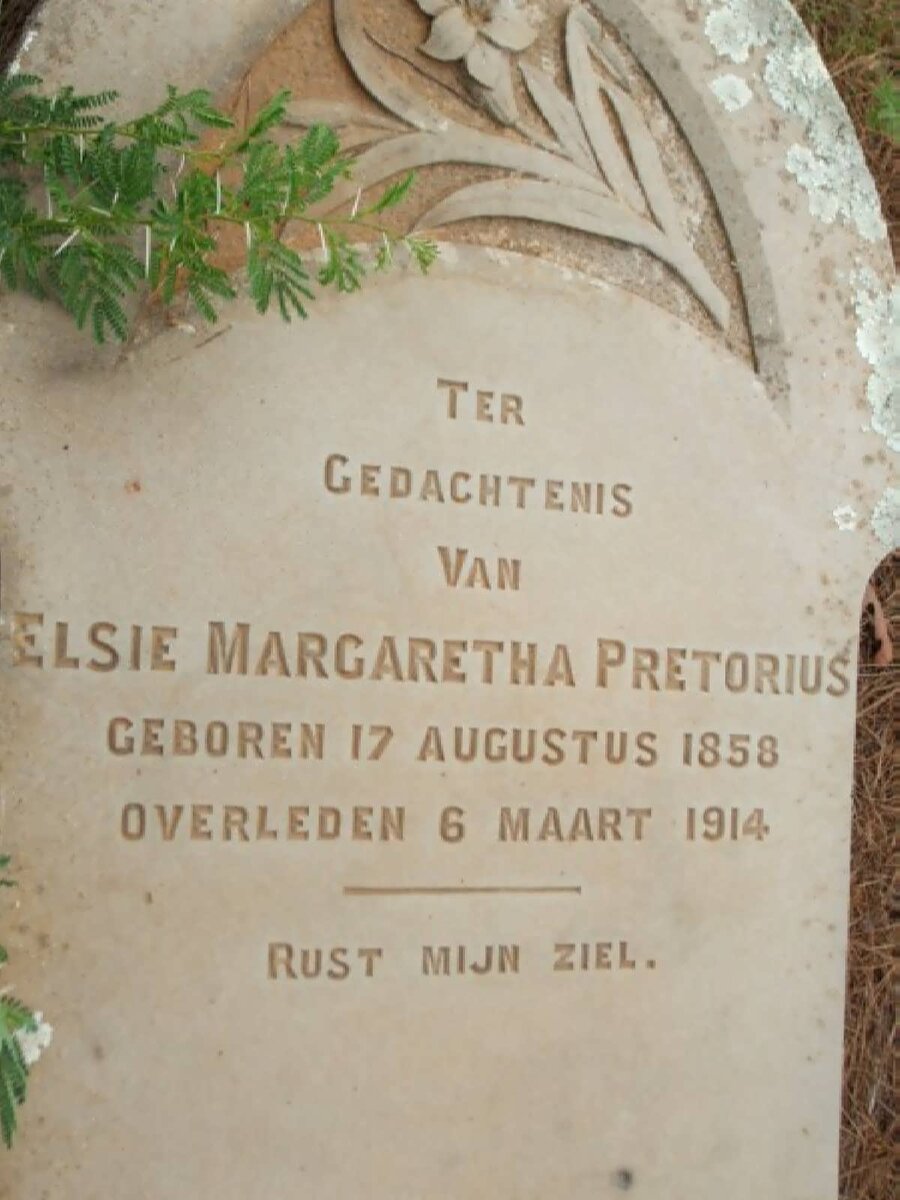 TER
GEDACHTENIS
VAN
ELSIE MARGARETHA PRETORIUS
GEBOREN 17 AUGUSTUS 1858
OVERLEDEN 6 MAART 1914
RUST MIJN ZIEL.